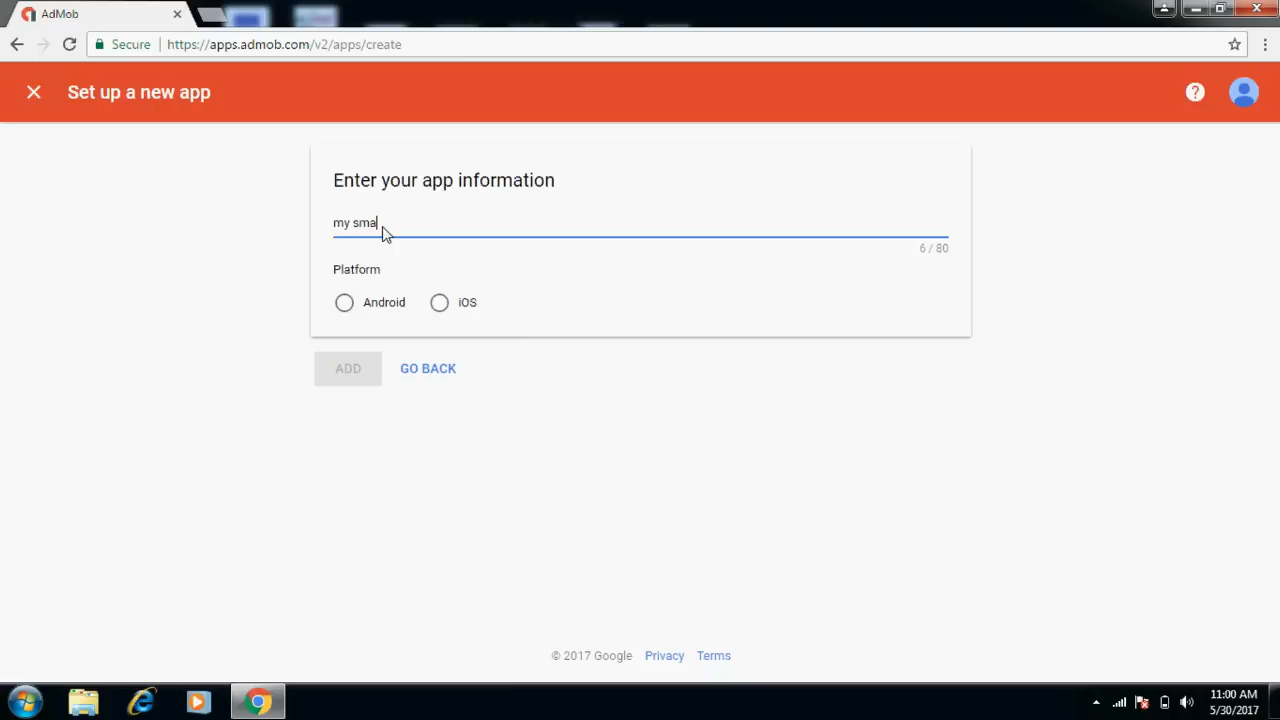 AdMob
Secure https://apps.admob.com/v2/apps/create
Set up a new app
Enter your app information
my sma
6 / 80
Platform
Android iOS
ADD GO BACK
© 2017 Google Privacy Terms
11:00 AM
5/30/2017